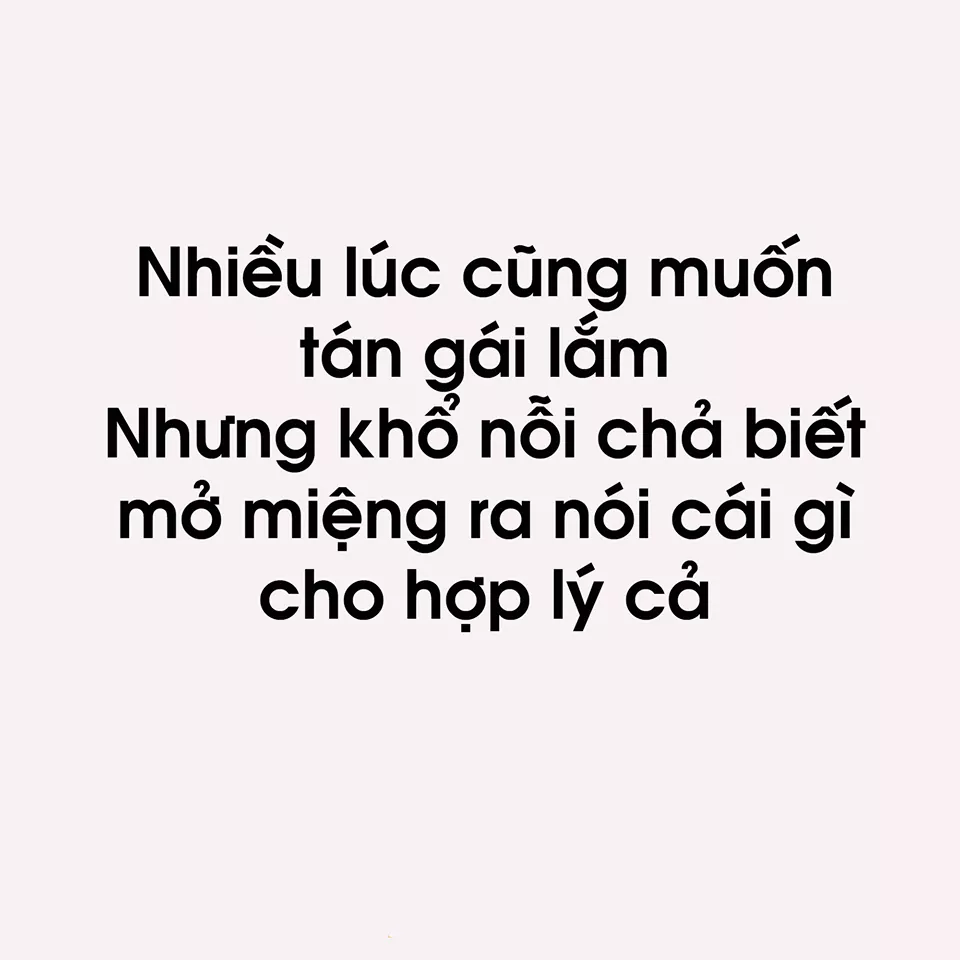 Nhiều lúc cũng muốn
tán gái lắm
Nhưng khổ nỗi chả biết
mở miệng ra nói cái gì
cho hợp lý cả